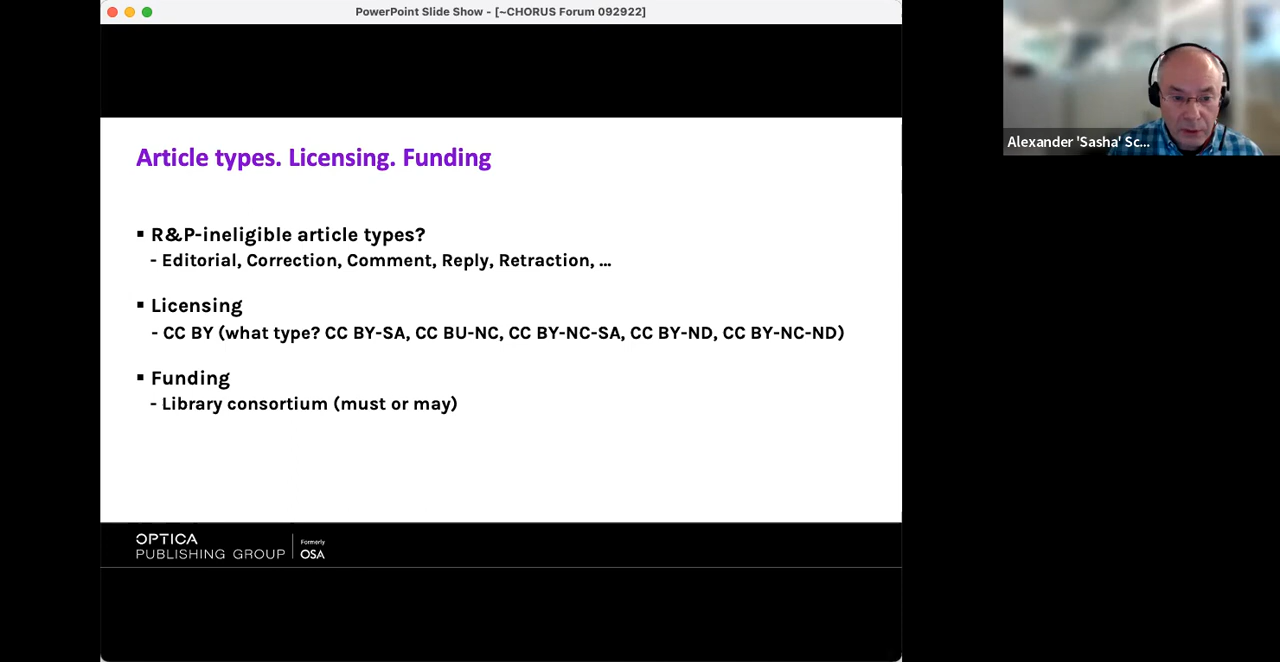 PowerPoint Slide Show - [~CHORUS Forum 092922]
Alexander 'Sasha' Sc...
Article types. Licensing. Funding
▪ R&P-ineligible article types?
- Editorial, Correction, Comment, Reply, Retraction, ...
▪ Licensing
- CC BY (what type? CC BY-SA, CC BU-NC, CC BY-NC-SA, CC BY-ND, CC BY-NC-ND)
▪ Funding
- Library consortium (must or may)
OPTICA
PUBLISHING GROUP
Formerly
OSA